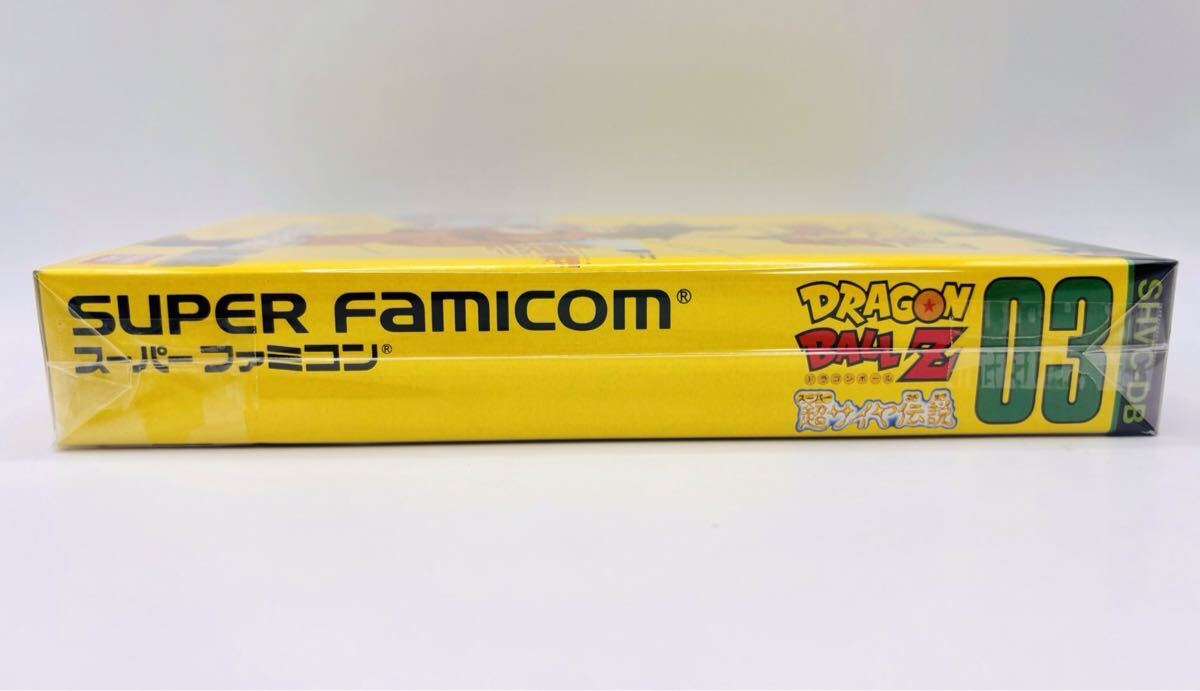 SUPER FAMICOM®
スーパーファミコン®
DRAGON
BALL Z
ドラゴンボール
スーパー
超サイヤ伝説
03
SHVC-DB